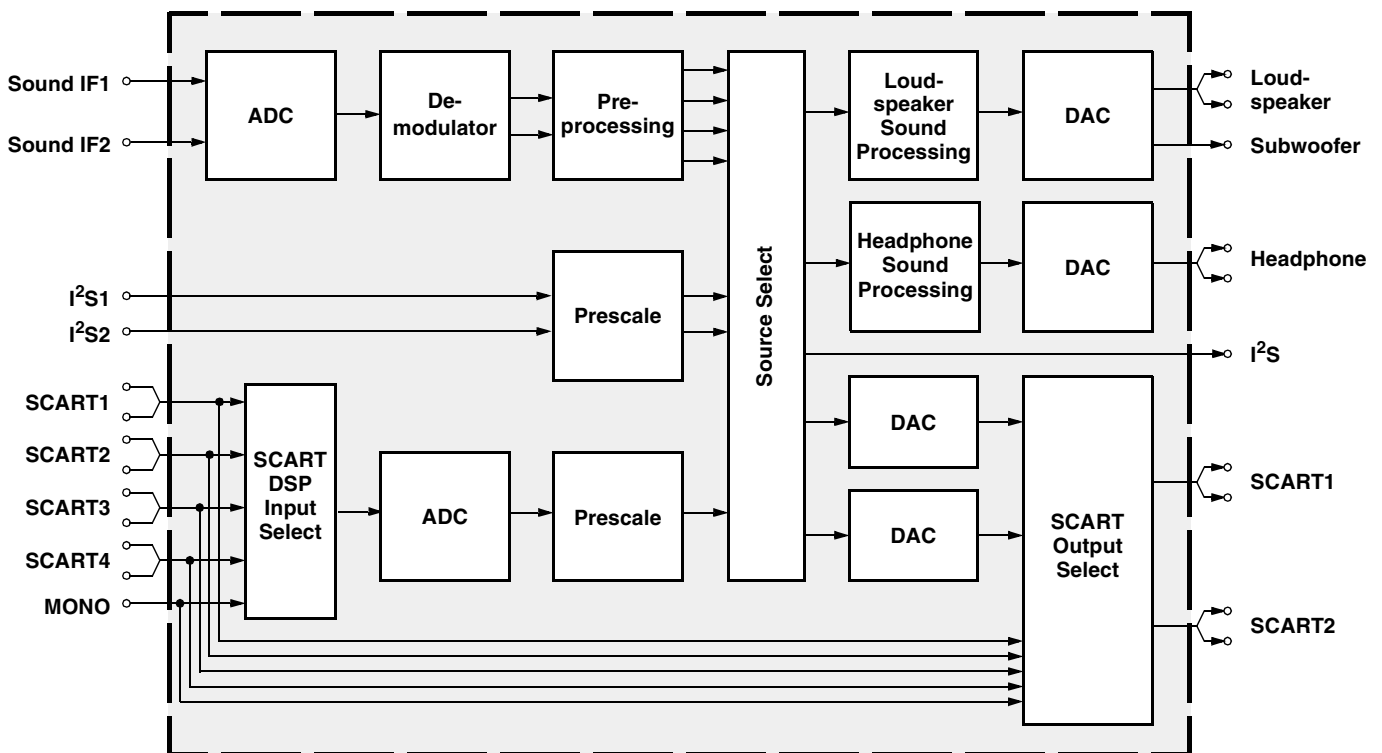 Sound IF1
Sound IF2
ADC
De-
modulator
Pre-
processing
Loud-
speaker
Sound
Processing
DAC
Loud-
speaker
Subwoofer
I²S1
I²S2
Prescale
Source Select
Headphone
Sound
Processing
DAC
Headphone
I²S
SCART1
SCART2
SCART3
SCART4
MONO
SCART
DSP
Input
Select
ADC
Prescale
DAC
DAC
SCART
Output
Select
SCART1
SCART2